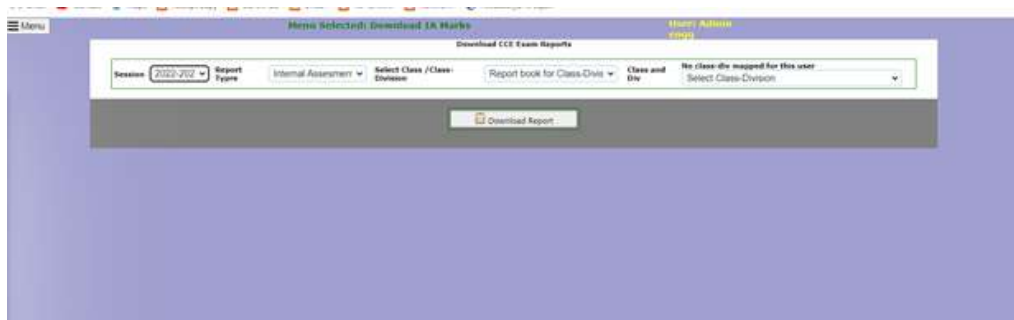 Menu
Menu Selected: Download IA Marks
User: Admin
Download CCE Exam Reports
Session
2022-202
Report Type
Internal Assesment
Select Class /Class-Division
Report book for Class-Divis
Class and Div
No class-div mapped for this user
Select Class-Division
Download Report